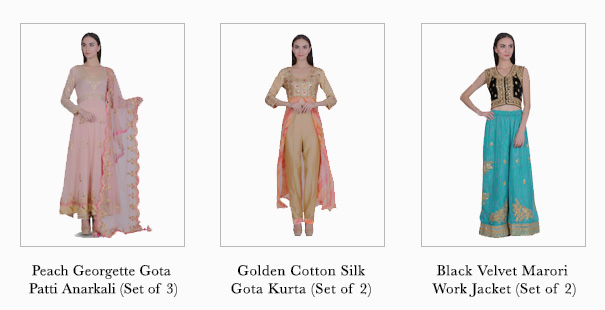 Peach Georgette Gota
Patti Anarkali (Set of 3)
Golden Cotton Silk
Gota Kurta (Set of 2)
Black Velvet Marori
Work Jacket (Set of 2)